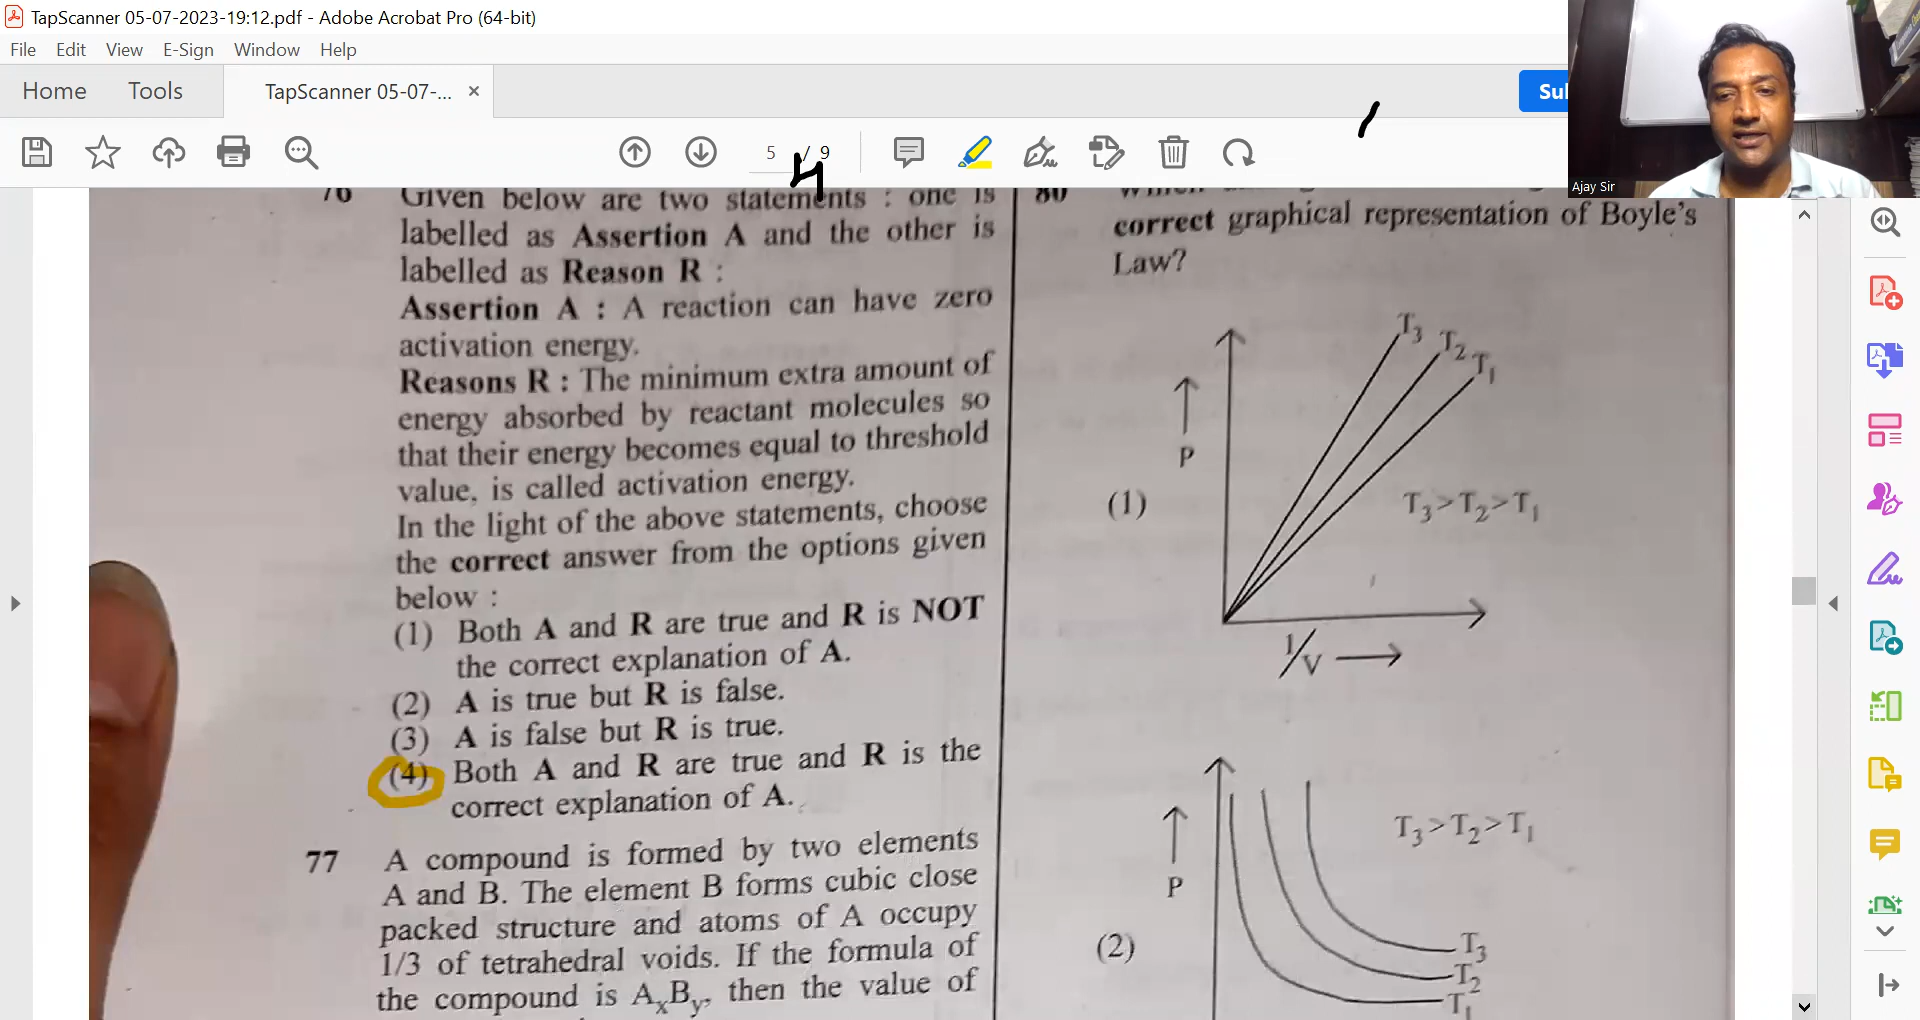 TapScanner 05-07-2023-19:12.pdf - Adobe Acrobat Pro (64-bit)
File Edit View E-Sign Window Help
Home Tools TapScanner 05-07-... ×
5 / 9
4
Ajay Sir
76 Given below are two statements : one is
labelled as Assertion A and the other is
labelled as Reason R :
Assertion A : A reaction can have zero
activation energy.
Reasons R : The minimum extra amount of
energy absorbed by reactant molecules so
that their energy becomes equal to threshold
value, is called activation energy.
In the light of the above statements, choose
the correct answer from the options given
below :
(1) Both A and R are true and R is NOT
the correct explanation of A.
(2) A is true but R is false.
(3) A is false but R is true.
(4) Both A and R are true and R is the
correct explanation of A.
77 A compound is formed by two elements
A and B. The element B forms cubic close
packed structure and atoms of A occupy
1/3 of tetrahedral voids. If the formula of
the compound is AxBy, then the value of
80
correct graphical representation of Boyle's
Law?
(1)
P
T3
T2
T1
T3>T2>T1
1/V
(2)
P
T3>T2>T1
T3
T2
T1